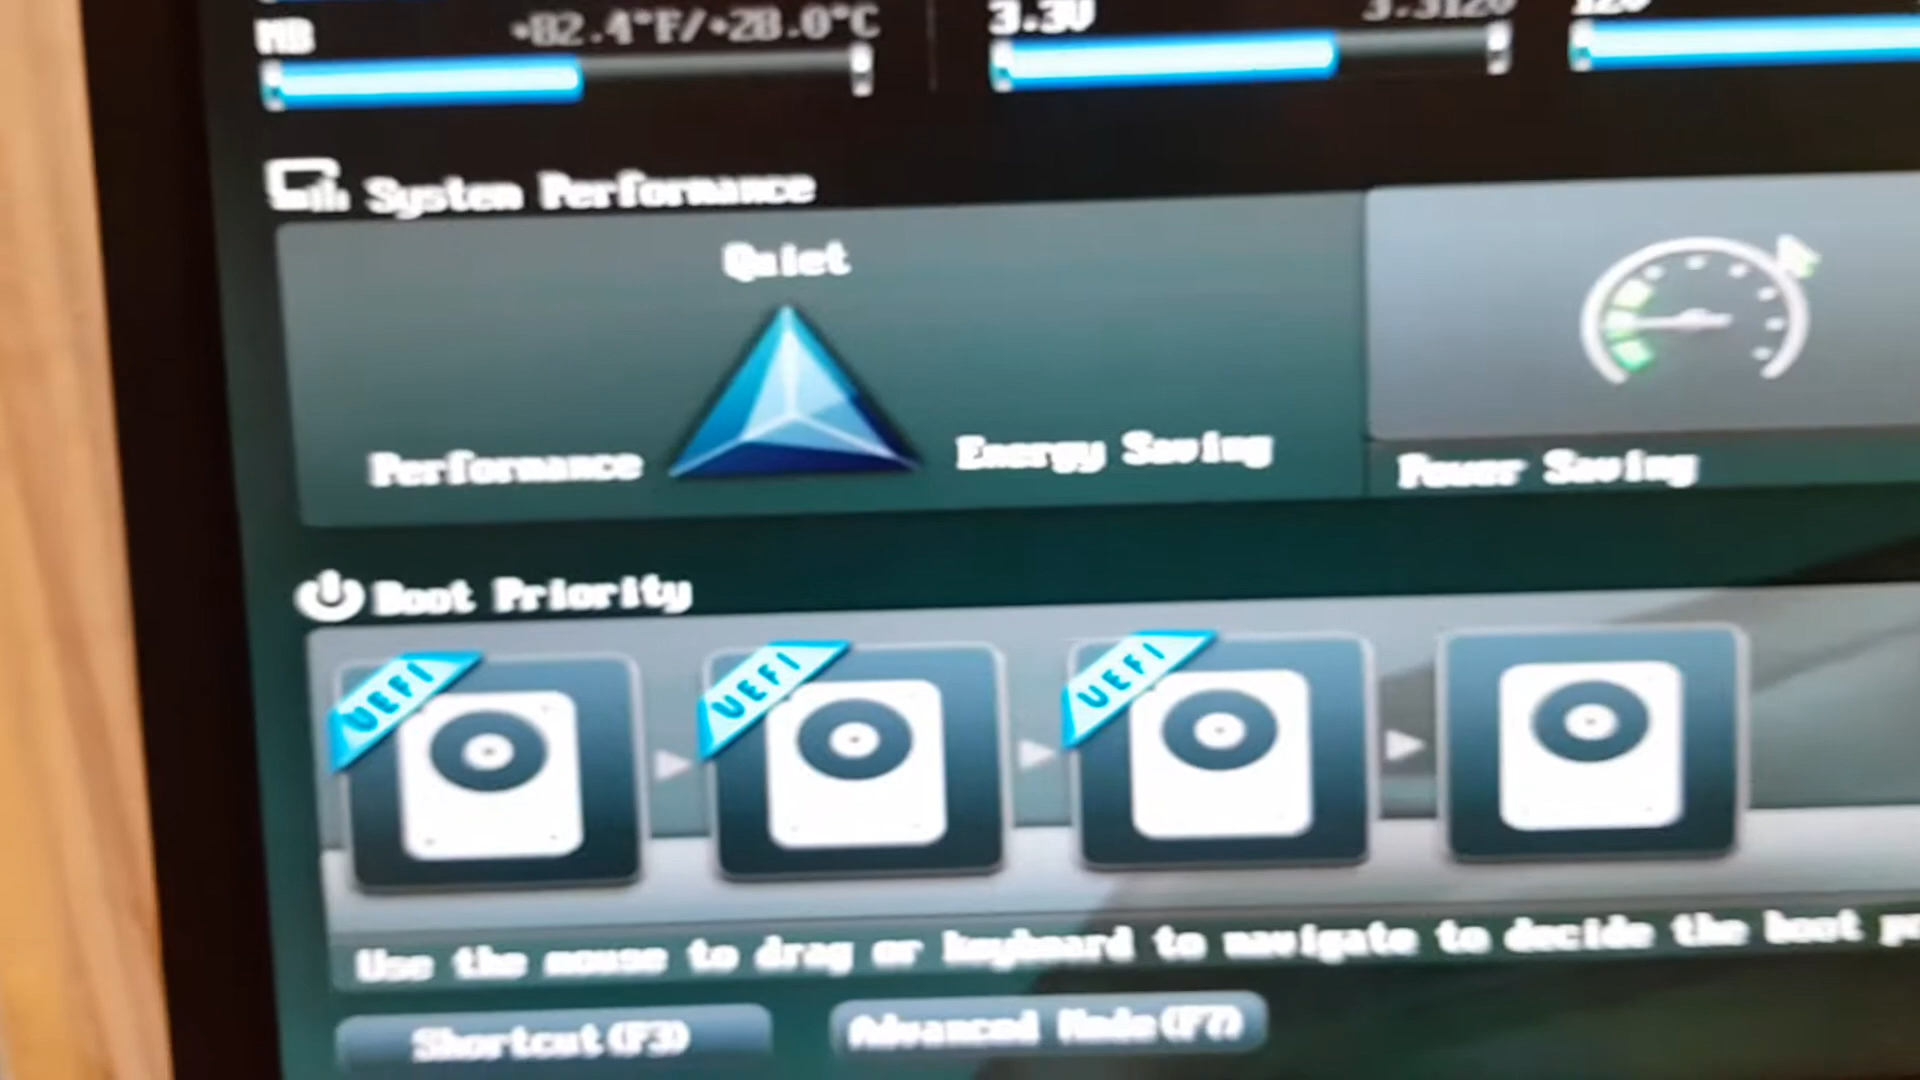 MB +82.4°F/+28.0°C 3.3V 3.312V
System Performance
Quiet
Performance Energy Saving Power Saving
Boot Priority
UEFI UEFI UEFI
Use the mouse to drag or keyboard to navigate to decide the boot
Shortcut(F3) Advanced Mode(F7)